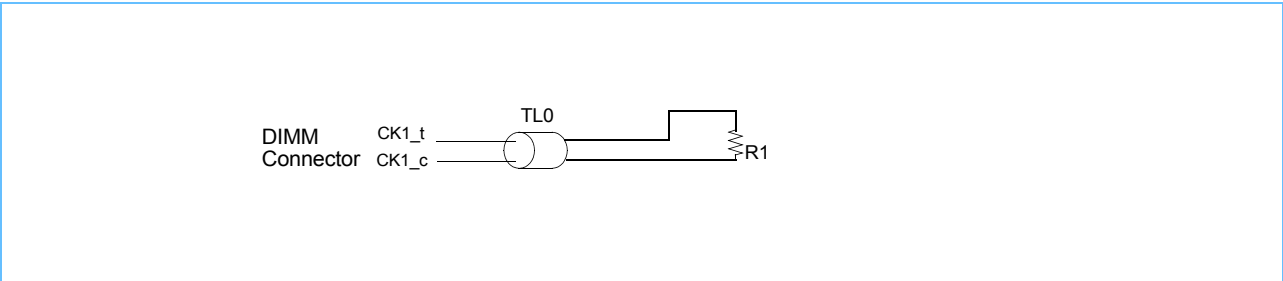 TL0
DIMM
Connector
CK1_t
CK1_c
R1